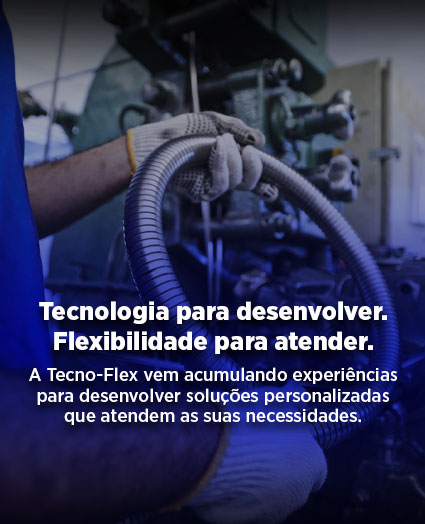 Tecnologia para desenvolver.
Flexibilidade para atender.
A Tecno-Flex vem acumulando experiências
para desenvolver soluções personalizadas
que atendem as suas necessidades.